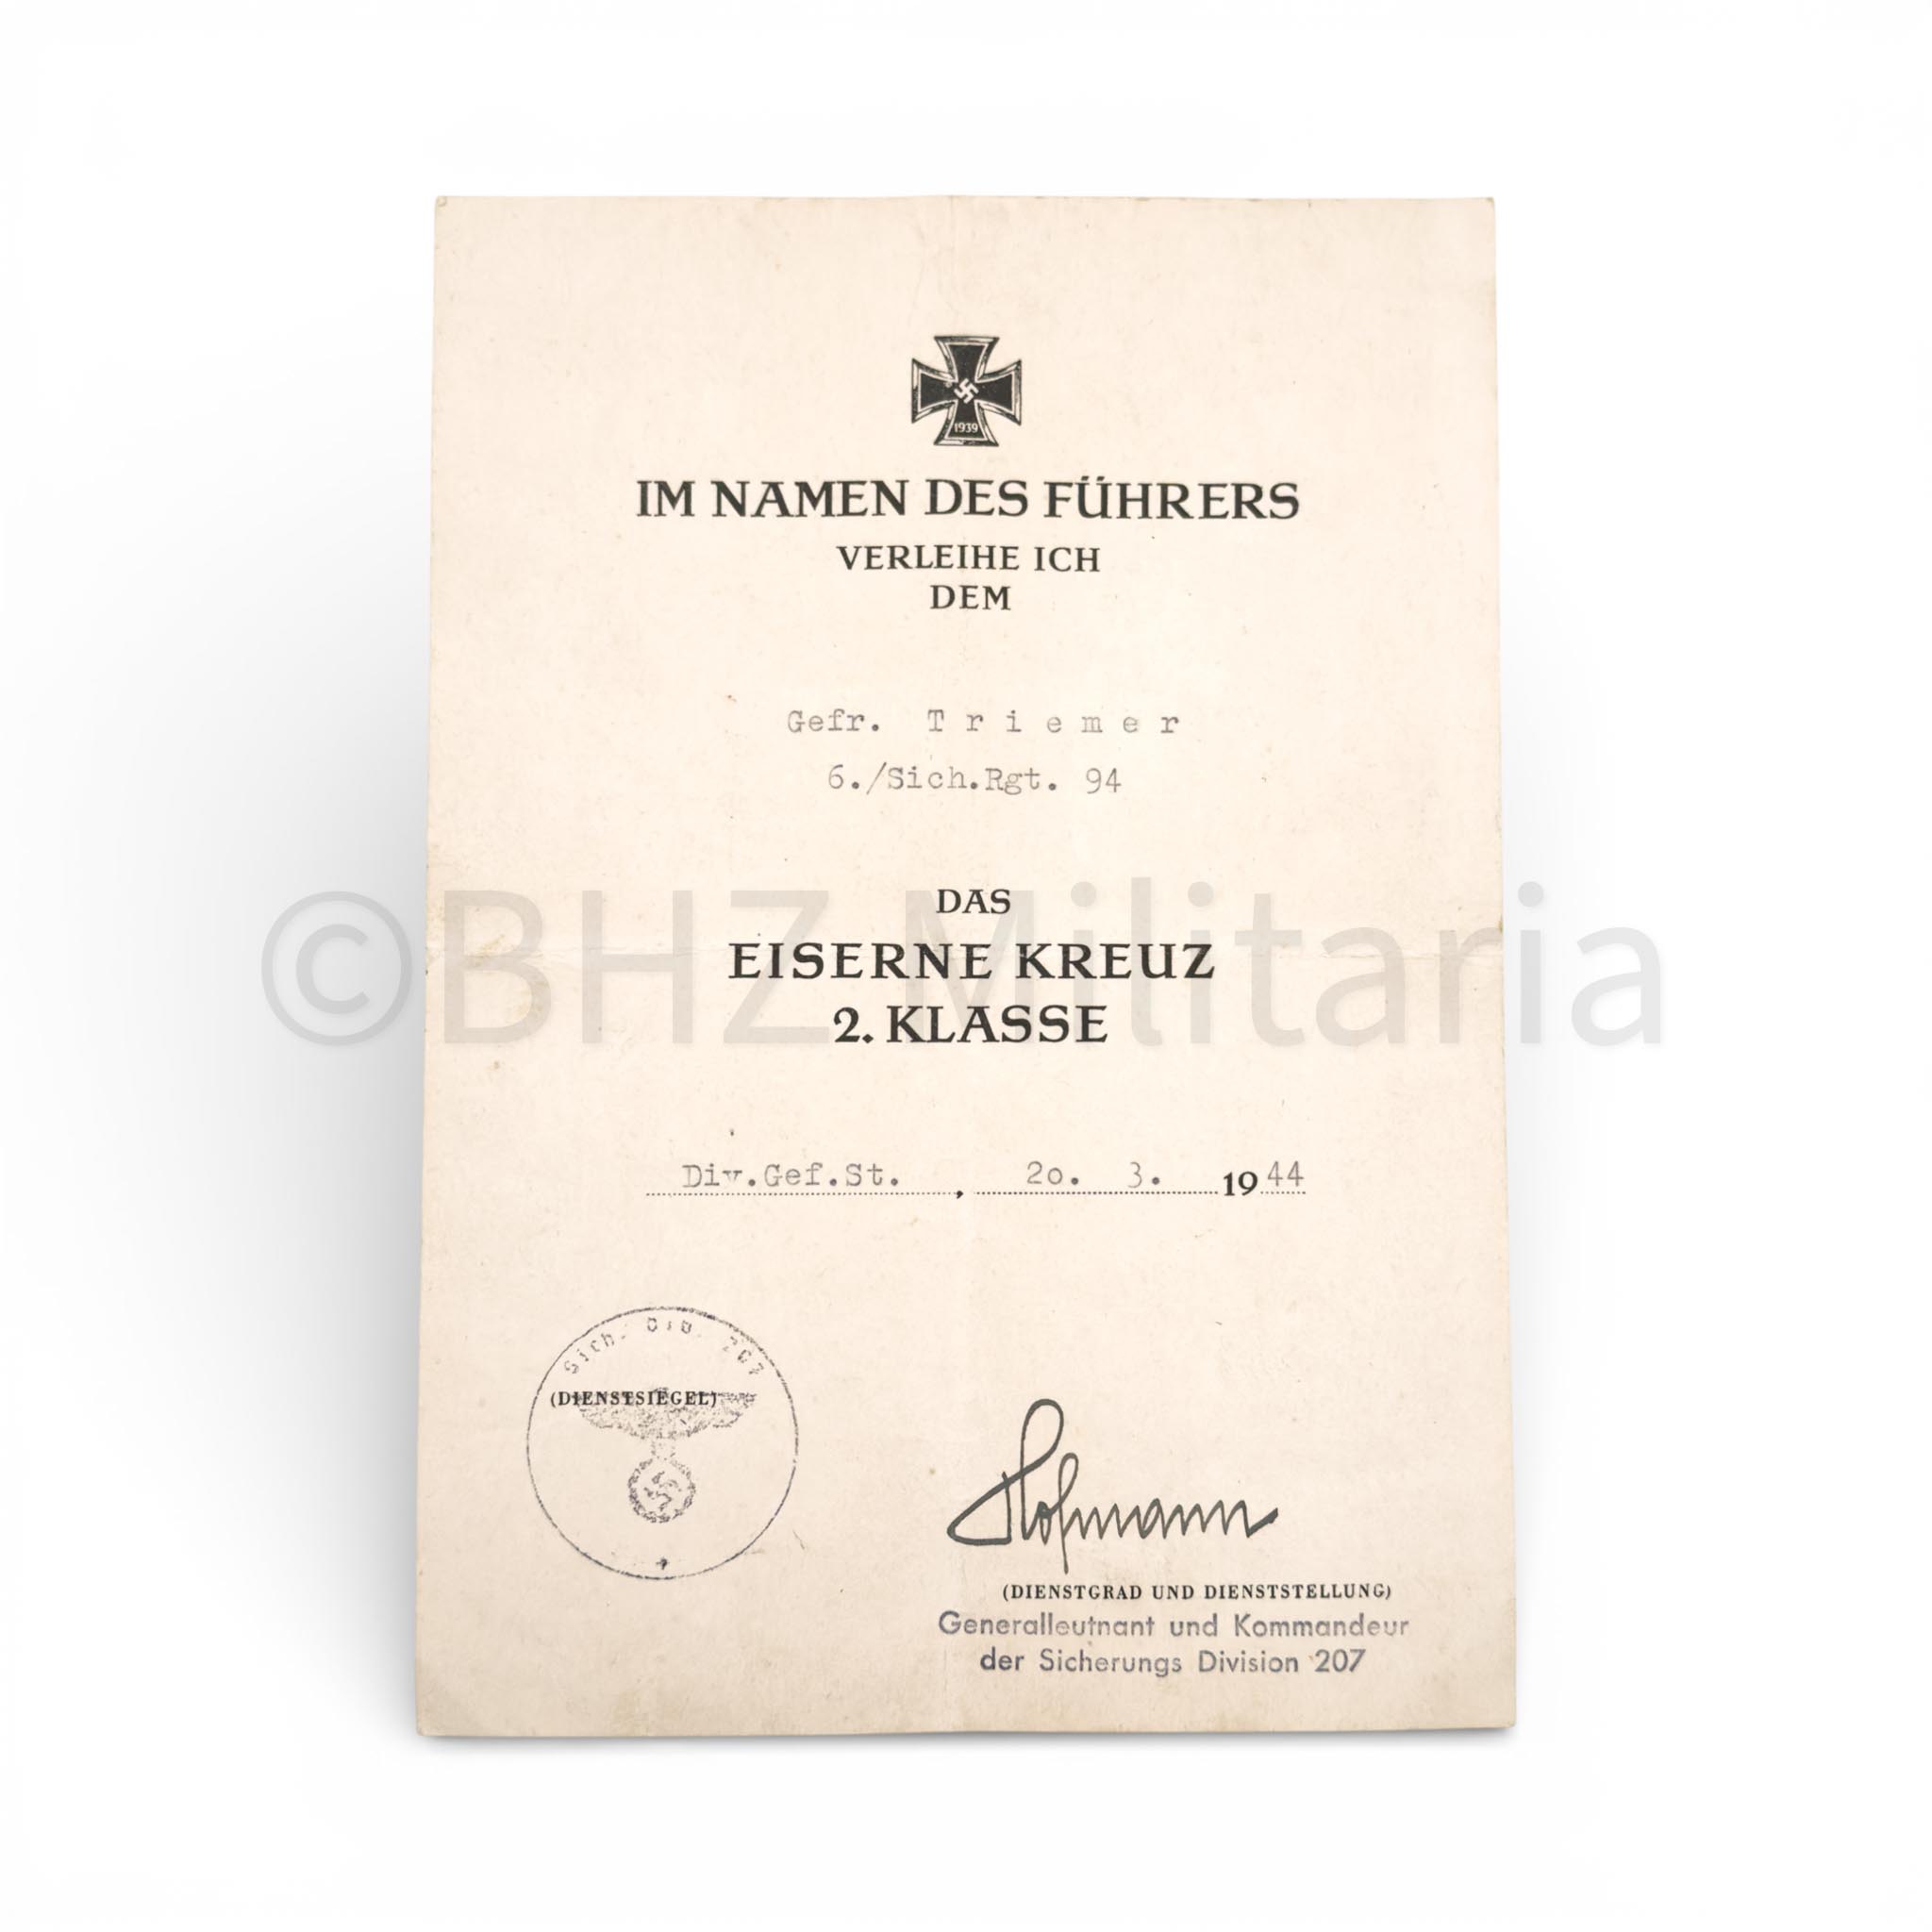 1939
IM NAMEN DES FÜHRERS
VERLEIHE ICH
DEM
Gefr. Triemer
6./Sich.Rgt. 94
©BHZ Militaria
DAS
EISERNE KREUZ
2. KLASSE
Div.Gef.St. , 20. 3. 1944
Sich. Div. 207
(DIENSTSIEGEL)
Hofmann
(DIENSTGRAD UND DIENSTSTELLUNG)
Generalleutnant und Kommandeur
der Sicherungs Division 207